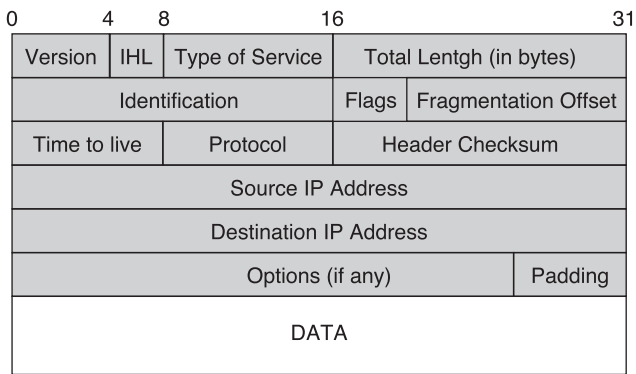 0 4 8 16 31
Version IHL Type of Service Total Lentgh (in bytes)
Identification Flags Fragmentation Offset
Time to live Protocol Header Checksum
Source IP Address
Destination IP Address
Options (if any) Padding
DATA